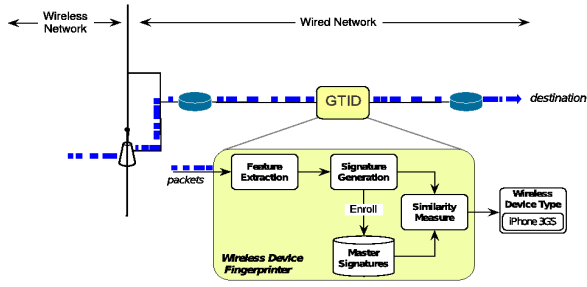 Wireless
Network
Wired Network
GTID
destination
packets
Feature
Extraction
Signature
Generation
Enroll
Similarity
Measure
Master
Signatures
Wireless Device
Fingerprinter
Wireless
Device Type
iPhone 3GS